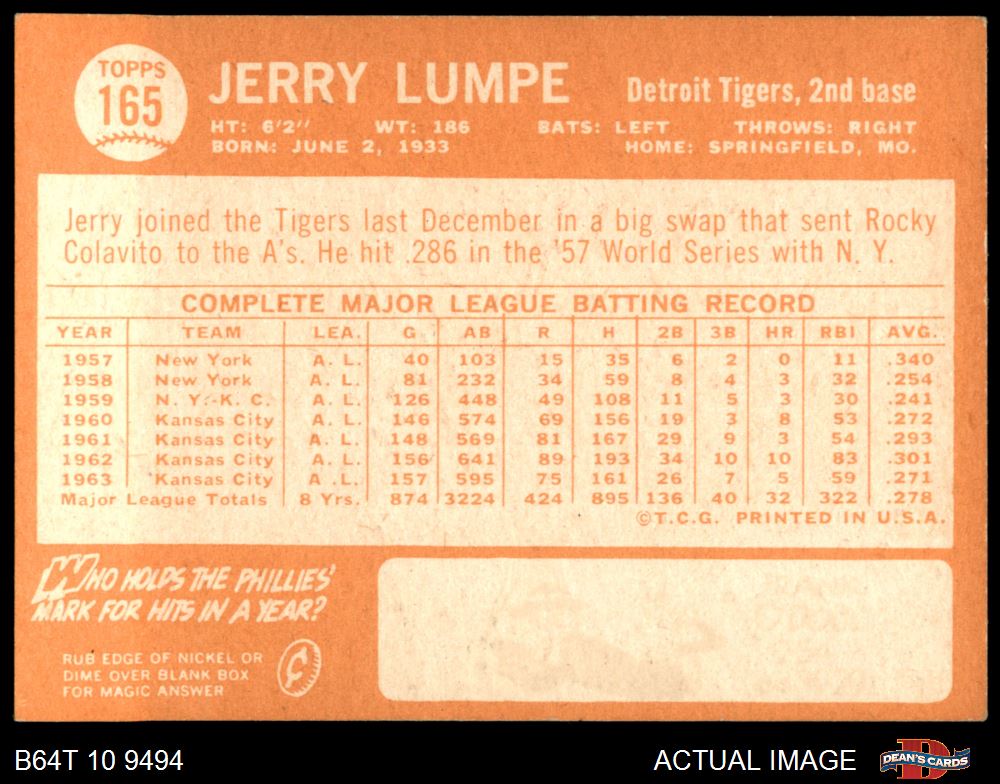 TOPPS
165
JERRY LUMPE
Detroit Tigers, 2nd base
HT: 6'2" WT: 186 BATS: LEFT THROWS: RIGHT
BORN: JUNE 2, 1933 HOME: SPRINGFIELD, MO.
Jerry joined the Tigers last December in a big swap that sent Rocky
Colavito to the A's. He hit .286 in the '57 World Series with N. Y.
COMPLETE MAJOR LEAGUE BATTING RECORD
YEAR TEAM LEA. G AB R H 2B 3B HR RBI AVG.
1957 New York A. L. 40 103 15 35 6 2 0 11 .340
1958 New York A. L. 81 232 34 59 8 4 3 32 .254
1959 N. Y.-K. C. A. L. 126 448 49 108 11 5 3 30 .241
1960 Kansas City A. L. 146 574 69 156 19 3 8 53 .272
1961 Kansas City A. L. 148 569 81 167 29 9 3 54 .293
1962 Kansas City A. L. 156 641 89 193 34 10 10 83 .301
1963 Kansas City A .L. 157 595 75 161 26 7 5 59 .271
Major League Totals 8 Yrs. 874 3224 424 895 136 40 32 322 .278
©T.C.G. PRINTED IN U.S.A.
WHO HOLDS THE PHILLIES'
MARK FOR HITS IN A YEAR?
RUB EDGE OF NICKEL OR
DIME OVER BLANK BOX
FOR MAGIC ANSWER
B64T 10 9494
ACTUAL IMAGE
DEAN'S CARDS